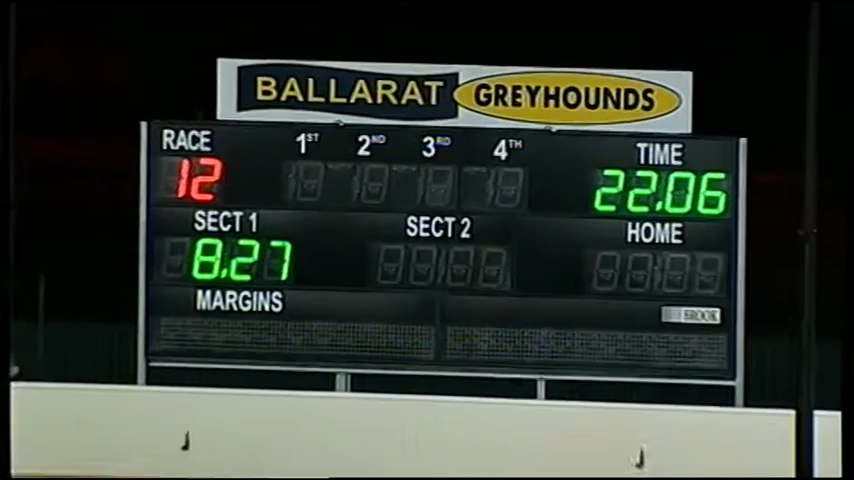 BALLARAT GREYHOUNDS
RACE 1ST 2ND 3RD 4TH TIME
12 22.06
SECT 1 SECT 2 HOME
8.27
MARGINS